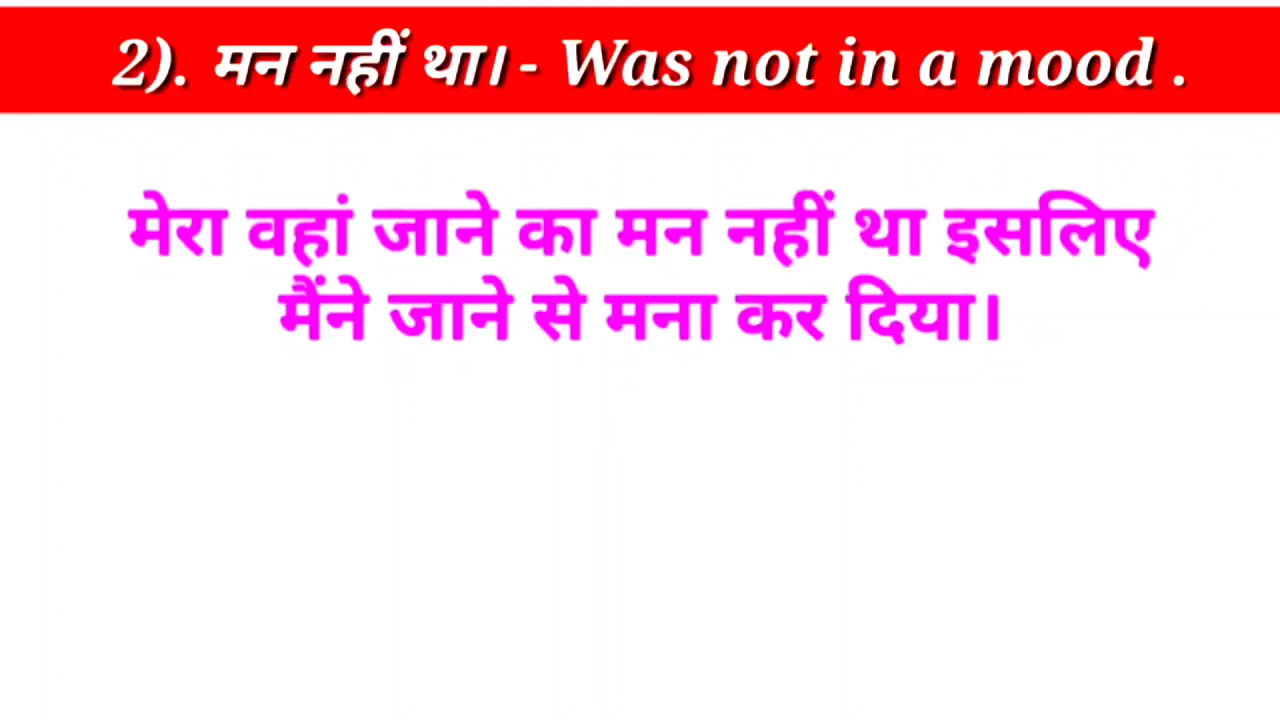 2). मन नहीं था। - Was not in a mood .
मेरा वहां जाने का मन नहीं था इसलिए
मैंने जाने से मना कर दिया।